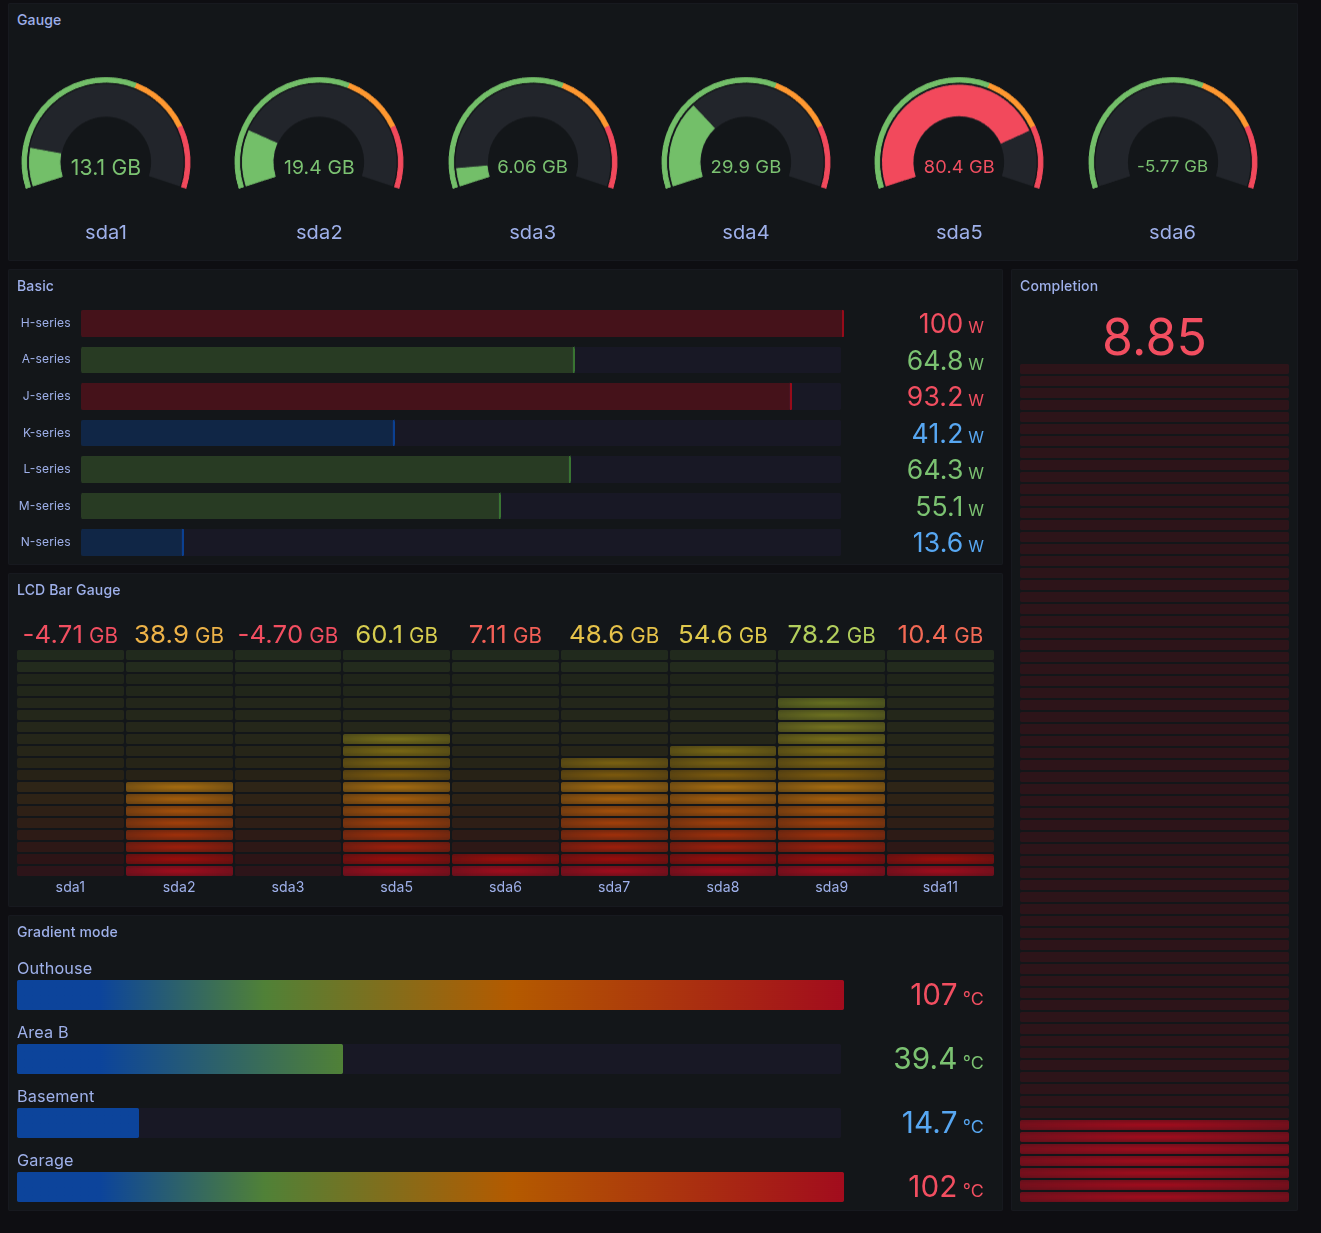 Gauge
13.1 GB 19.4 GB 6.06 GB 29.9 GB 80.4 GB -5.77 GB
sda1 sda2 sda3 sda4 sda5 sda6
Basic
H-series 100 W
A-series 64.8 W
J-series 93.2 W
K-series 41.2 W
L-series 64.3 W
M-series 55.1 W
N-series 13.6 W
Completion
8.85
LCD Bar Gauge
-4.71 GB 38.9 GB -4.70 GB 60.1 GB 7.11 GB 48.6 GB 54.6 GB 78.2 GB 10.4 GB
sda1 sda2 sda3 sda5 sda6 sda7 sda8 sda9 sda11
Gradient mode
Outhouse
107 °C
Area B
39.4 °C
Basement
14.7 °C
Garage
102 °C